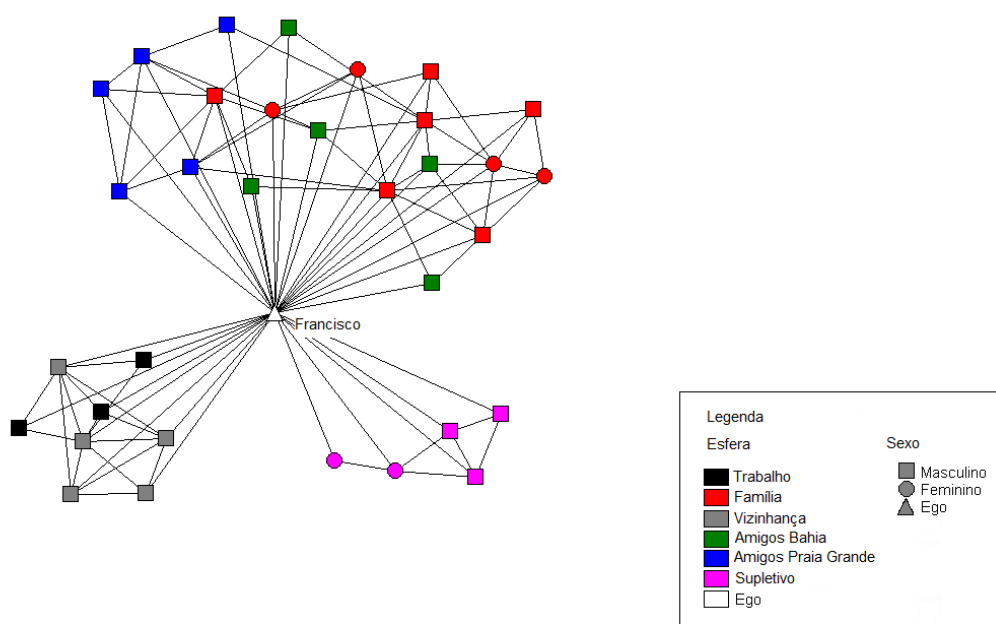 Francisco
Legenda
Esfera
Sexo
Trabalho
Família
Vizinhança
Amigos Bahia
Amigos Praia Grande
Supletivo
Ego
Masculino
Feminino
Ego